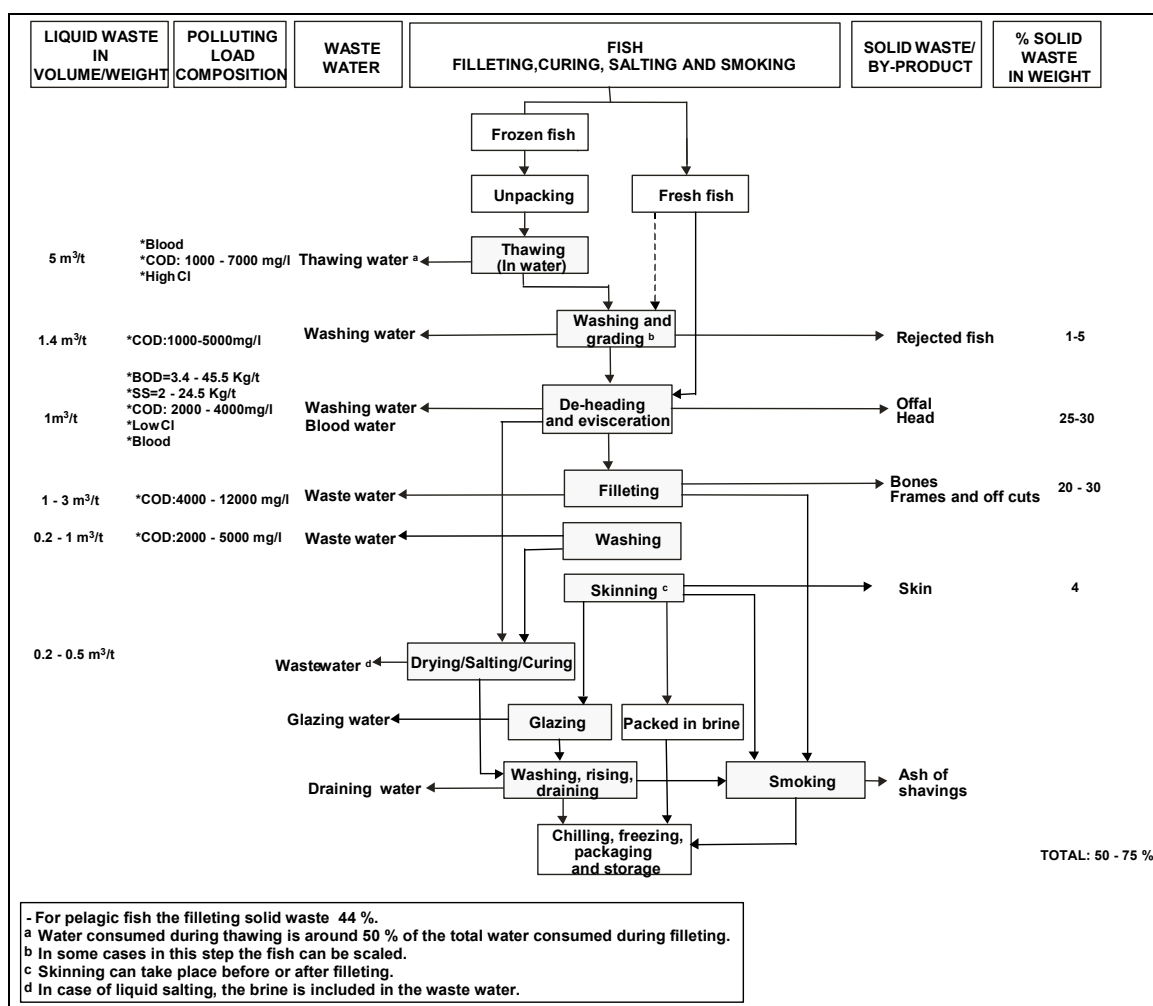 LIQUID WASTE
IN
VOLUME/WEIGHT
POLLUTING
LOAD
COMPOSITION
WASTE
WATER
FISH
FILLETING,CURING, SALTING AND SMOKING
SOLID WASTE/
BY-PRODUCT
% SOLID
WASTE
IN WEIGHT
Frozen fish
Unpacking
Fresh fish
5 m³/t
*Blood
*COD: 1000 - 7000 mg/l
*High Cl
Thawing water ᵃ
Thawing
(In water)
1.4 m³/t
*COD:1000-5000mg/l
Washing water
Washing and
grading ᵇ
Rejected fish
1-5
1m³/t
*BOD=3.4 - 45.5 Kg/t
*SS=2 - 24.5 Kg/t
*COD: 2000 - 4000mg/l
*Low Cl
*Blood
Washing water
Blood water
De-heading
and evisceration
Offal
Head
25-30
1 - 3 m³/t
*COD:4000 - 12000 mg/l
Waste water
Filleting
Bones
Frames and off cuts
20 - 30
0.2 - 1 m³/t
*COD:2000 - 5000 mg/l
Waste water
Washing
Skinning ᶜ
Skin
4
0.2 - 0.5 m³/t
Wastewater ᵈ
Drying/Salting/Curing
Glazing water
Glazing
Packed in brine
Draining water
Washing, rising,
draining
Smoking
Ash of
shavings
Chilling, freezing,
packaging
and storage
TOTAL: 50 - 75 %
- For pelagic fish the filleting solid waste 44 %.
ᵃ Water consumed during thawing is around 50 % of the total water consumed during filleting.
ᵇ In some cases in this step the fish can be scaled.
ᶜ Skinning can take place before or after filleting.
ᵈ In case of liquid salting, the brine is included in the waste water.